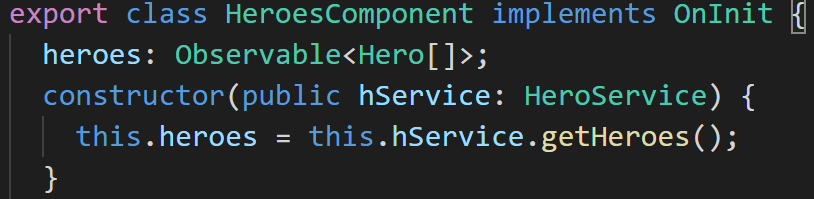 export class HeroesComponent implements OnInit {
heroes: Observable<Hero[]>;
constructor(public hService: HeroService) {
this.heroes = this.hService.getHeroes();
}